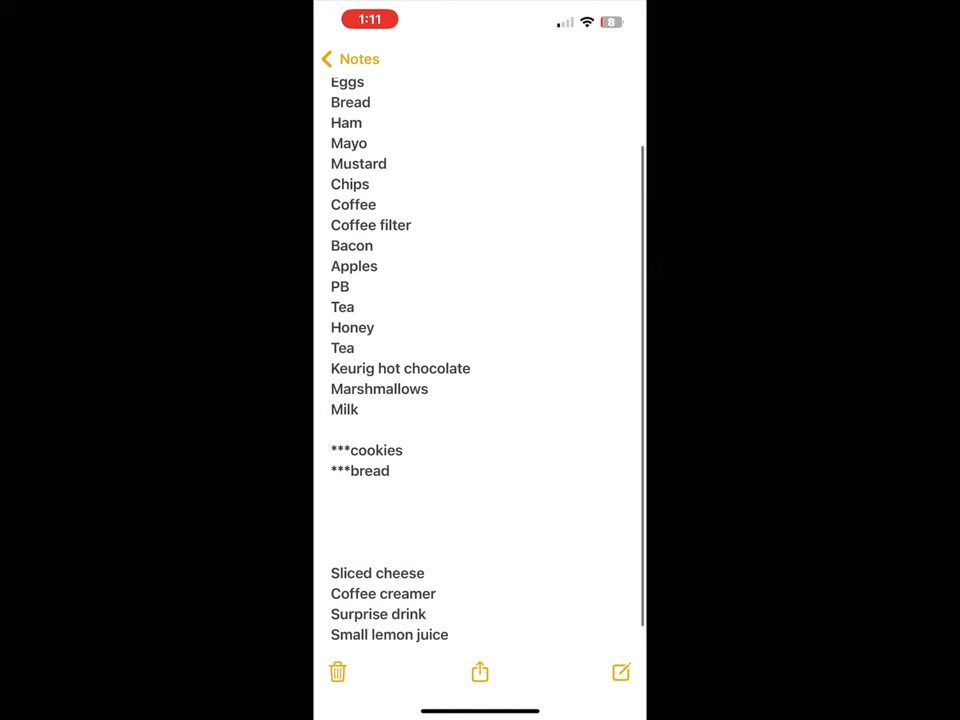 1:11
8
Notes
Eggs
Bread
Ham
Mayo
Mustard
Chips
Coffee
Coffee filter
Bacon
Apples
PB
Tea
Honey
Tea
Keurig hot chocolate
Marshmallows
Milk
***cookies
***bread
Sliced cheese
Coffee creamer
Surprise drink
Small lemon juice